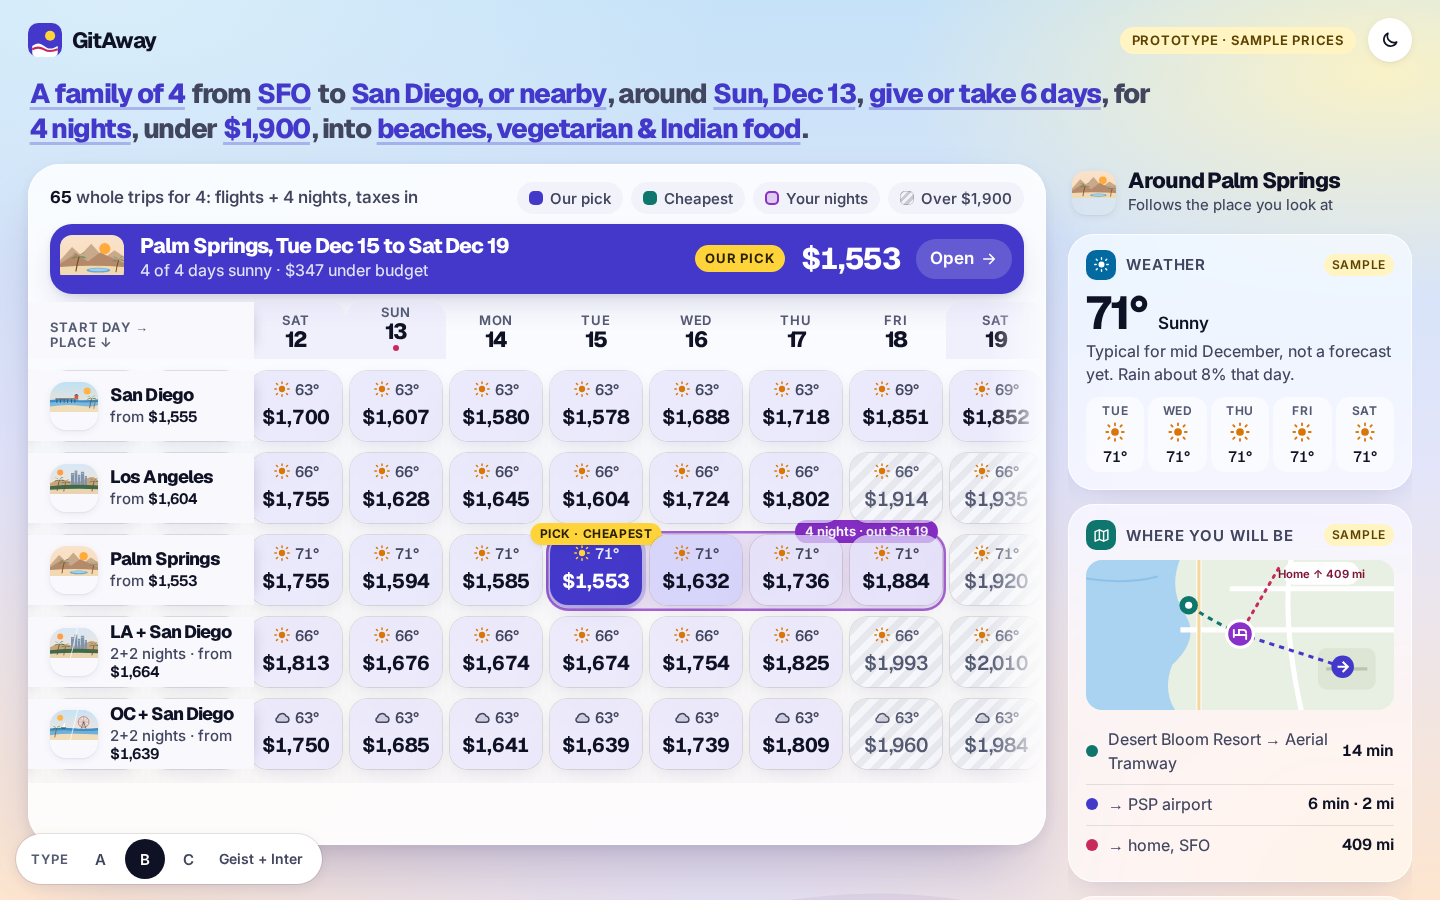 GitAway
PROTOTYPE · SAMPLE PRICES
A family of 4 from SFO to San Diego, or nearby, around Sun, Dec 13, give or take 6 days, for
4 nights, under $1,900, into beaches, vegetarian & Indian food.
65 whole trips for 4: flights + 4 nights, taxes in
Our pick
Cheapest
Your nights
Over $1,900
Palm Springs, Tue Dec 15 to Sat Dec 19
4 of 4 days sunny · $347 under budget
OUR PICK
$1,553
Open →
START DAY →
PLACE ↓
SAT 12
SUN 13
MON 14
TUE 15
WED 16
THU 17
FRI 18
SAT 19
San Diego
from $1,555
63° 63° 63° 63° 63° 63° 69° 69°
$1,700 $1,607 $1,580 $1,578 $1,688 $1,718 $1,851 $1,852
Los Angeles
from $1,604
66° 66° 66° 66° 66° 66° 66° 66°
$1,755 $1,628 $1,645 $1,604 $1,724 $1,802 $1,914 $1,935
PICK · CHEAPEST
4 nights · out Sat 19
Palm Springs
from $1,553
71° 71° 71° 71° 71° 71° 71° 71°
$1,755 $1,594 $1,585 $1,553 $1,632 $1,736 $1,884 $1,920
LA + San Diego
2+2 nights · from
$1,664
66° 66° 66° 66° 66° 66° 66° 66°
$1,813 $1,676 $1,674 $1,674 $1,754 $1,825 $1,993 $2,010
OC + San Diego
2+2 nights · from
$1,639
63° 63° 63° 63° 63° 63° 63° 63°
$1,750 $1,685 $1,641 $1,639 $1,739 $1,809 $1,960 $1,984
TYPE A B C Geist + Inter
Around Palm Springs
Follows the place you look at
WEATHER
SAMPLE
71° Sunny
Typical for mid December, not a forecast
yet. Rain about 8% that day.
TUE WED THU FRI SAT
71° 71° 71° 71° 71°
WHERE YOU WILL BE
SAMPLE
Home ↑ 409 mi
Desert Bloom Resort → Aerial
Tramway
14 min
→ PSP airport
6 min · 2 mi
→ home, SFO
409 mi